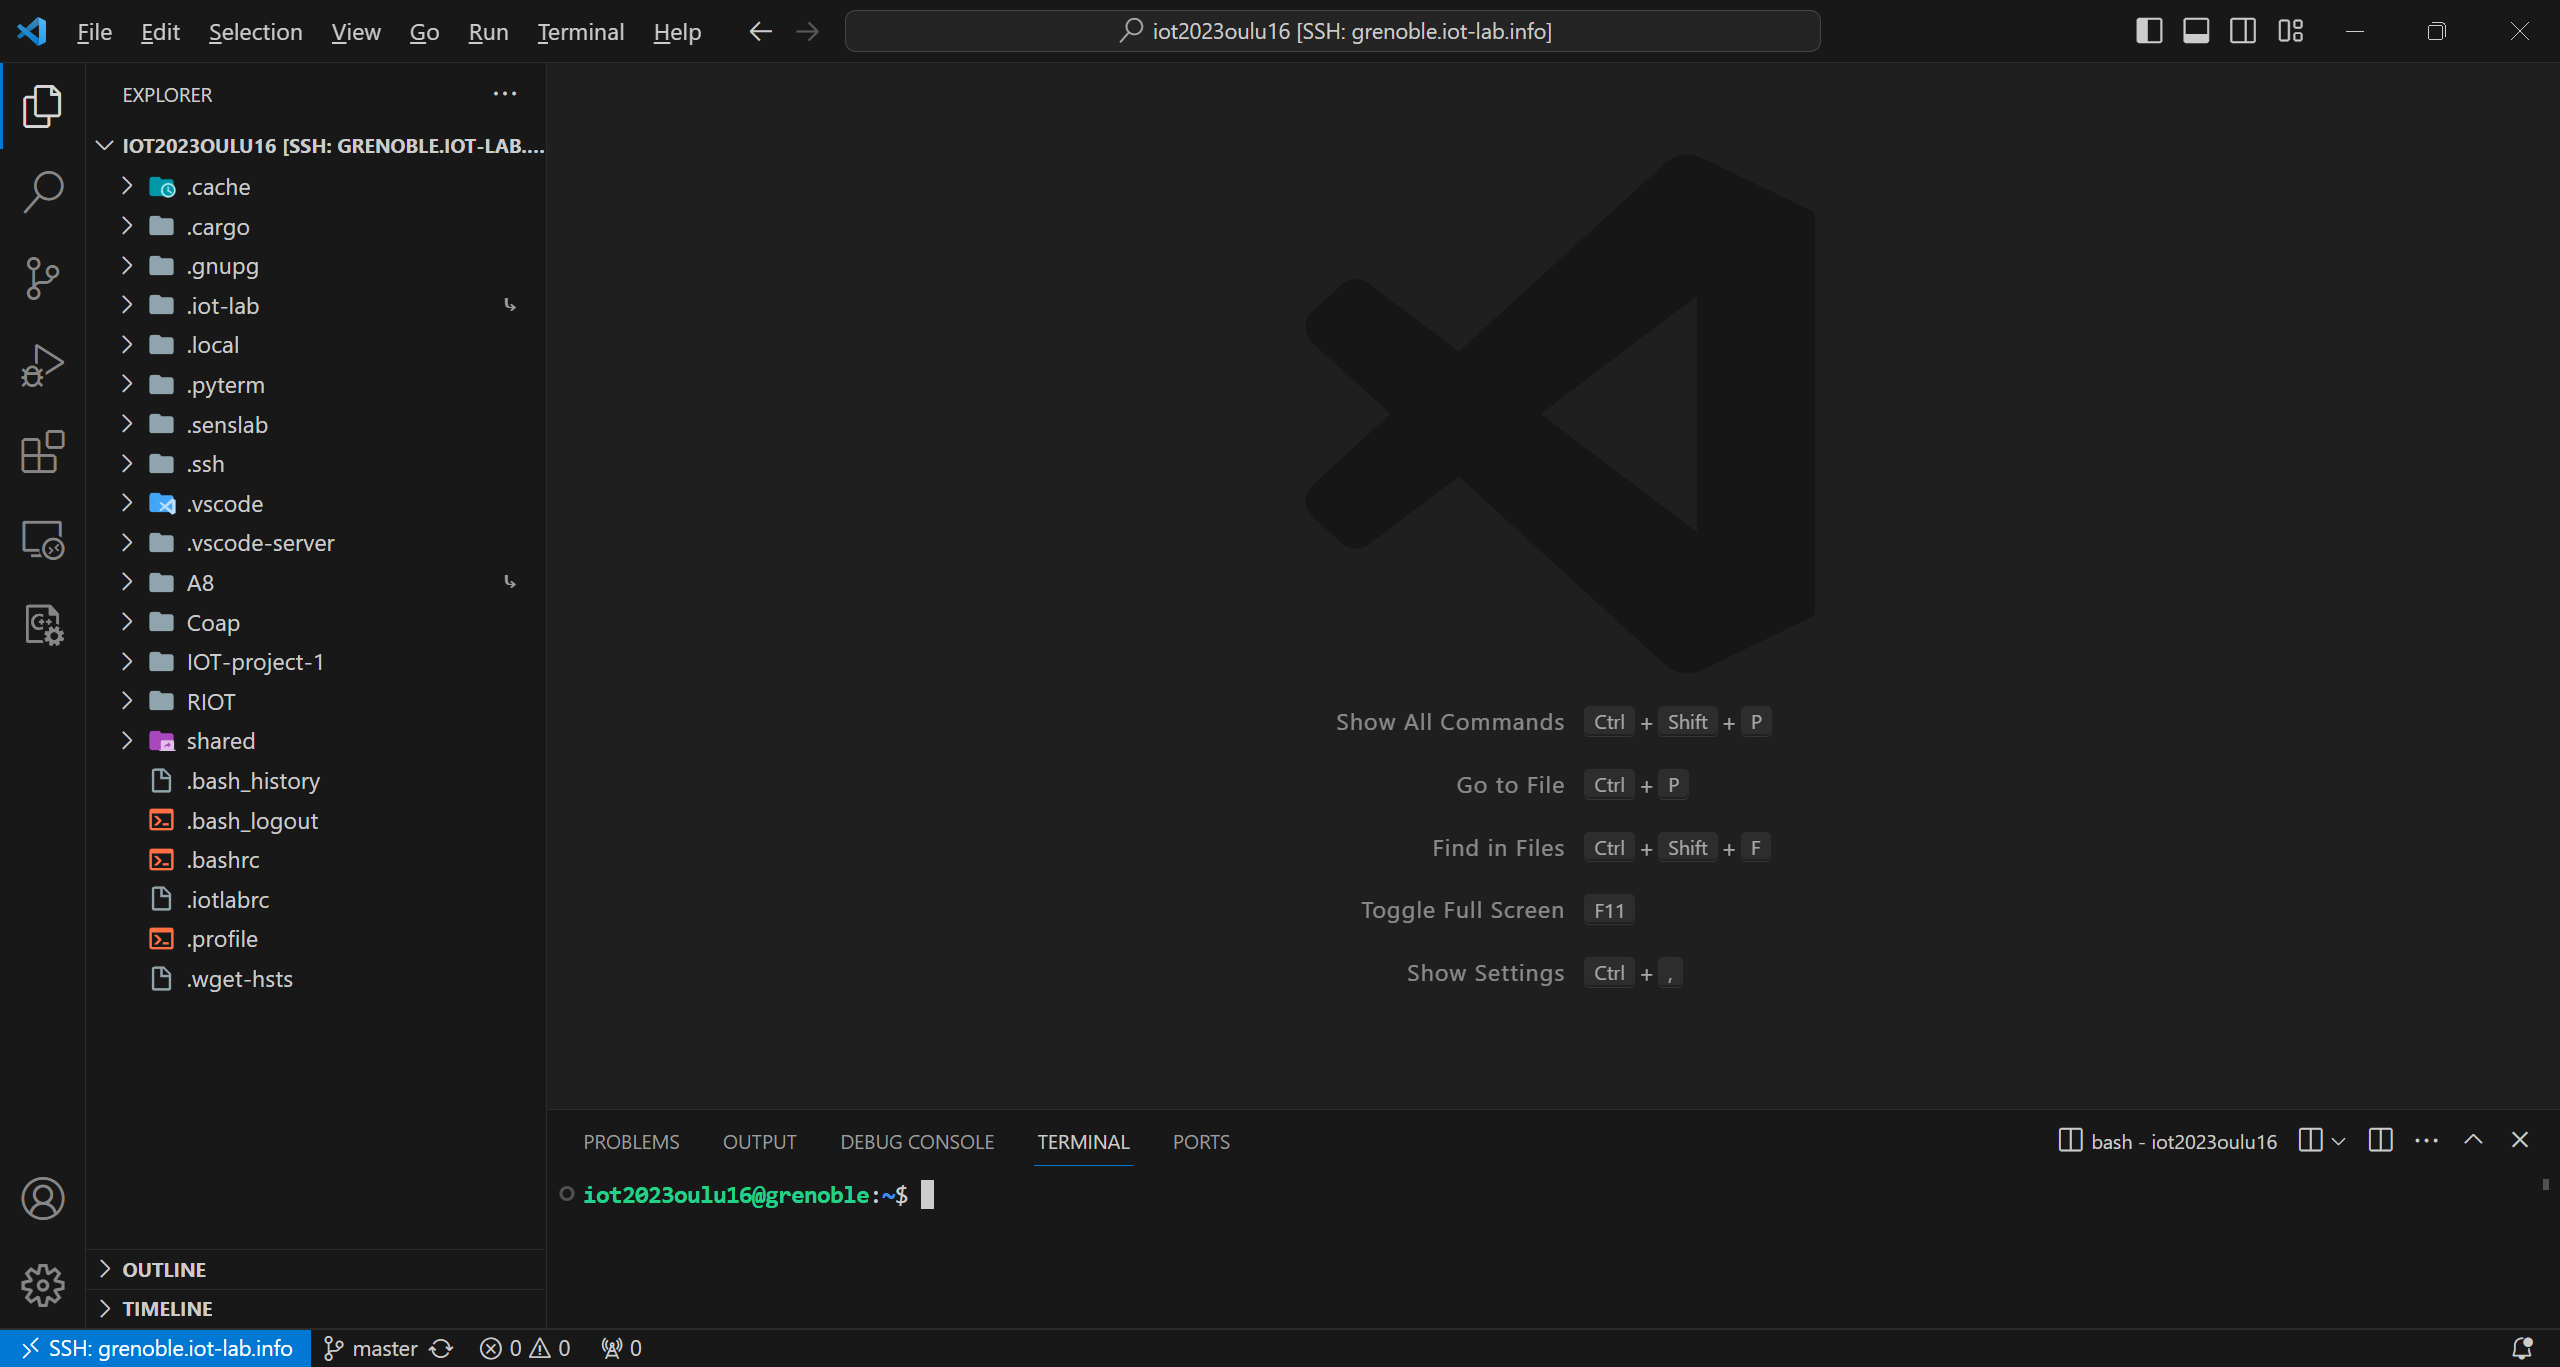 File Edit Selection View Go Run Terminal Help
iot2023oulu16 [SSH: grenoble.iot-lab.info]
EXPLORER
IOT2023OULU16 [SSH: GRENOBLE.IOT-LAB....
.cache
.cargo
.gnupg
.iot-lab
.local
.pyterm
.senslab
.ssh
.vscode
.vscode-server
A8
Coap
IOT-project-1
RIOT
shared
.bash_history
.bash_logout
.bashrc
.iotlabrc
.profile
.wget-hsts
OUTLINE
TIMELINE
Show All Commands Ctrl + Shift + P
Go to File Ctrl + P
Find in Files Ctrl + Shift + F
Toggle Full Screen F11
Show Settings Ctrl + ,
PROBLEMS OUTPUT DEBUG CONSOLE TERMINAL PORTS
bash - iot2023oulu16
iot2023oulu16@grenoble:~$
SSH: grenoble.iot-lab.info master 0 0 0